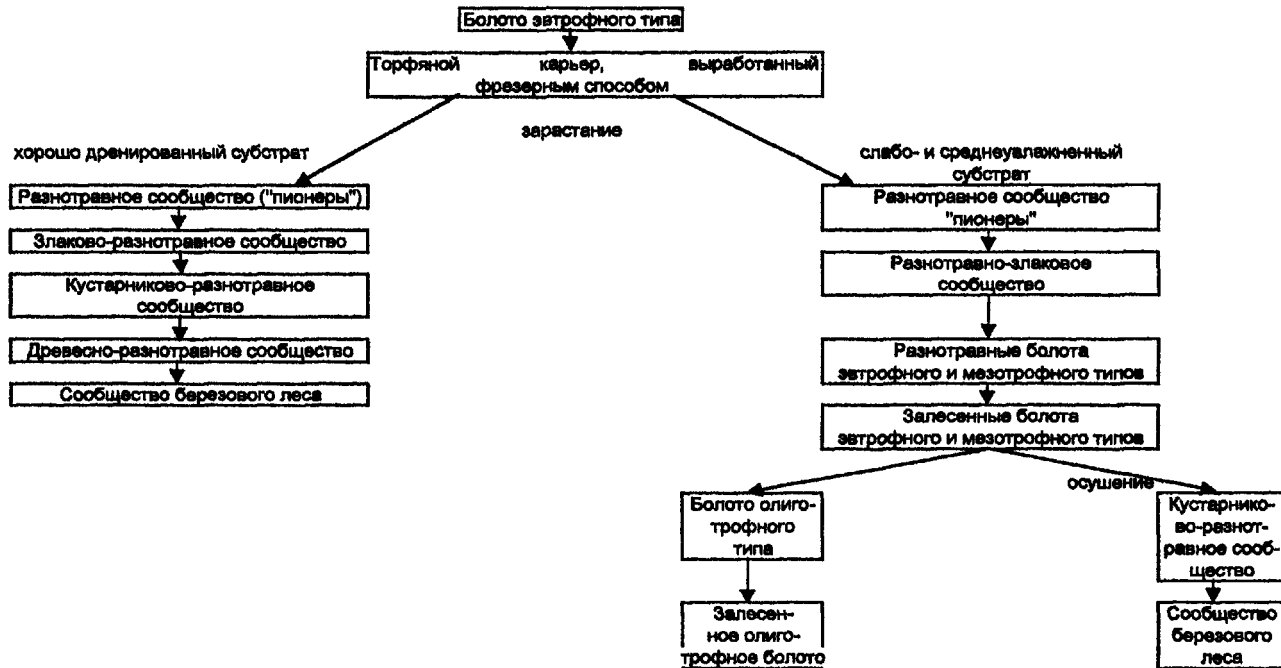 Болото эвтрофного типа
Торфяной карьер, выработанный
фрезерным способом
зарастание
хорошо дренированный субстрат
Разнотравное сообщество ("пионеры")
Злаково-разнотравное сообщество
Кустарниково-разнотравное
сообщество
Древесно-разнотравное сообщество
Сообщество березового леса
слабо- и среднеувлажненный
субстрат
Разнотравное сообщество
"пионеры"
Разнотравно-злаковое
сообщество
Разнотравные болота
эвтрофного и мезотрофного типов
Залесенные болота
эвтрофного и мезотрофного типов
осушение
Болото олиго-
трофного
типа
Залесен-
ное олиго-
трофное болото
Кустарнико-
во-разнот-
равное сооб-
щество
Сообщество
березового
леса